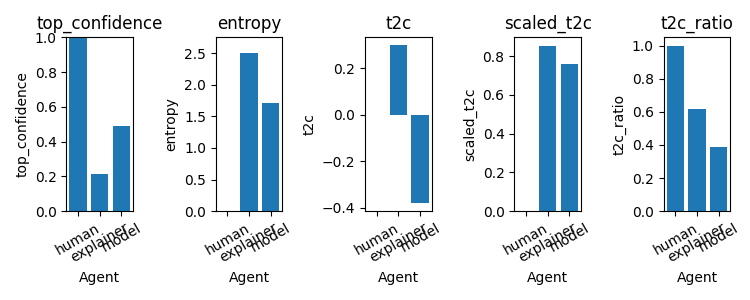 top_confidence
top_confidence
1.0
0.8
0.6
0.4
0.2
0.0
human
explainer
model
Agent
entropy
entropy
2.5
2.0
1.5
1.0
0.5
0.0
human
explainer
model
Agent
t2c
t2c
0.2
0.0
−0.2
−0.4
human
explainer
model
Agent
scaled_t2c
scaled_t2c
0.8
0.6
0.4
0.2
0.0
human
explainer
model
Agent
t2c_ratio
t2c_ratio
1.0
0.8
0.6
0.4
0.2
0.0
human
explainer
model
Agent